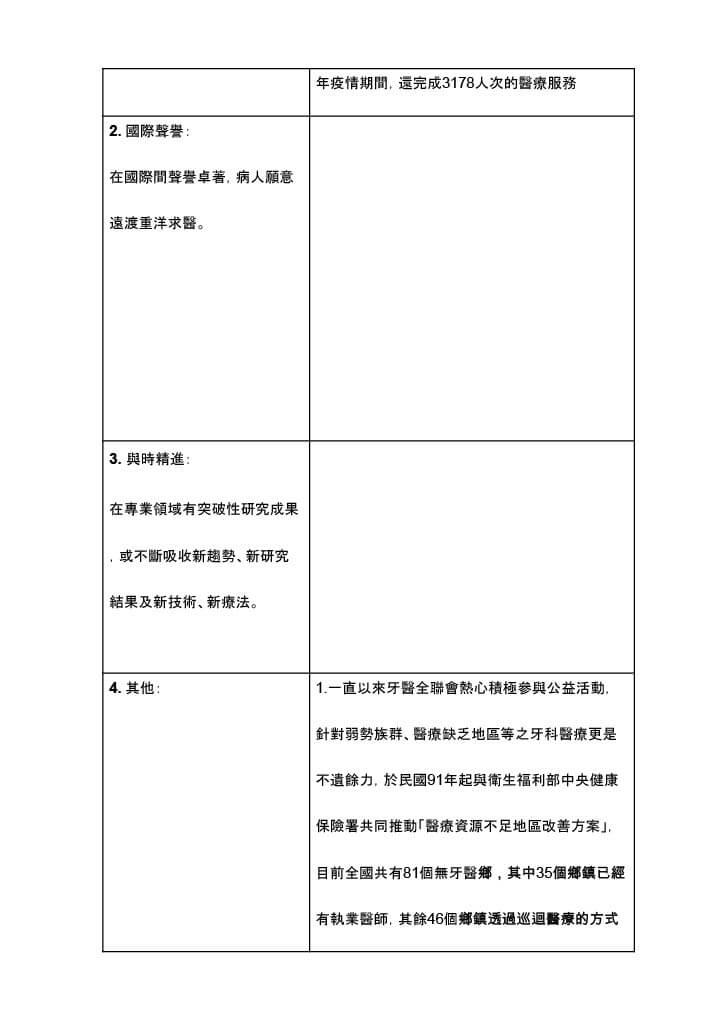 年疫情期間, 還完成3178人次的醫療服務
2. 國際聲譽：
在國際間聲譽卓著, 病人願意
遠渡重洋求醫。
3. 與時精進：
在專業領域有突破性研究成果
, 或不斷吸收新趨勢、新研究
結果及新技術、新療法。
4. 其他：
1.一直以來牙醫全聯會熱心積極參與公益活動,
針對弱勢族群、醫療缺乏地區等之牙科醫療更是
不遺餘力, 於民國91年起與衛生福利部中央健康
保險署共同推動「醫療資源不足地區改善方案」,
目前全國共有81個無牙醫鄉，其中35個鄉鎮已經
有執業醫師, 其餘46個鄉鎮透過巡迴醫療的方式